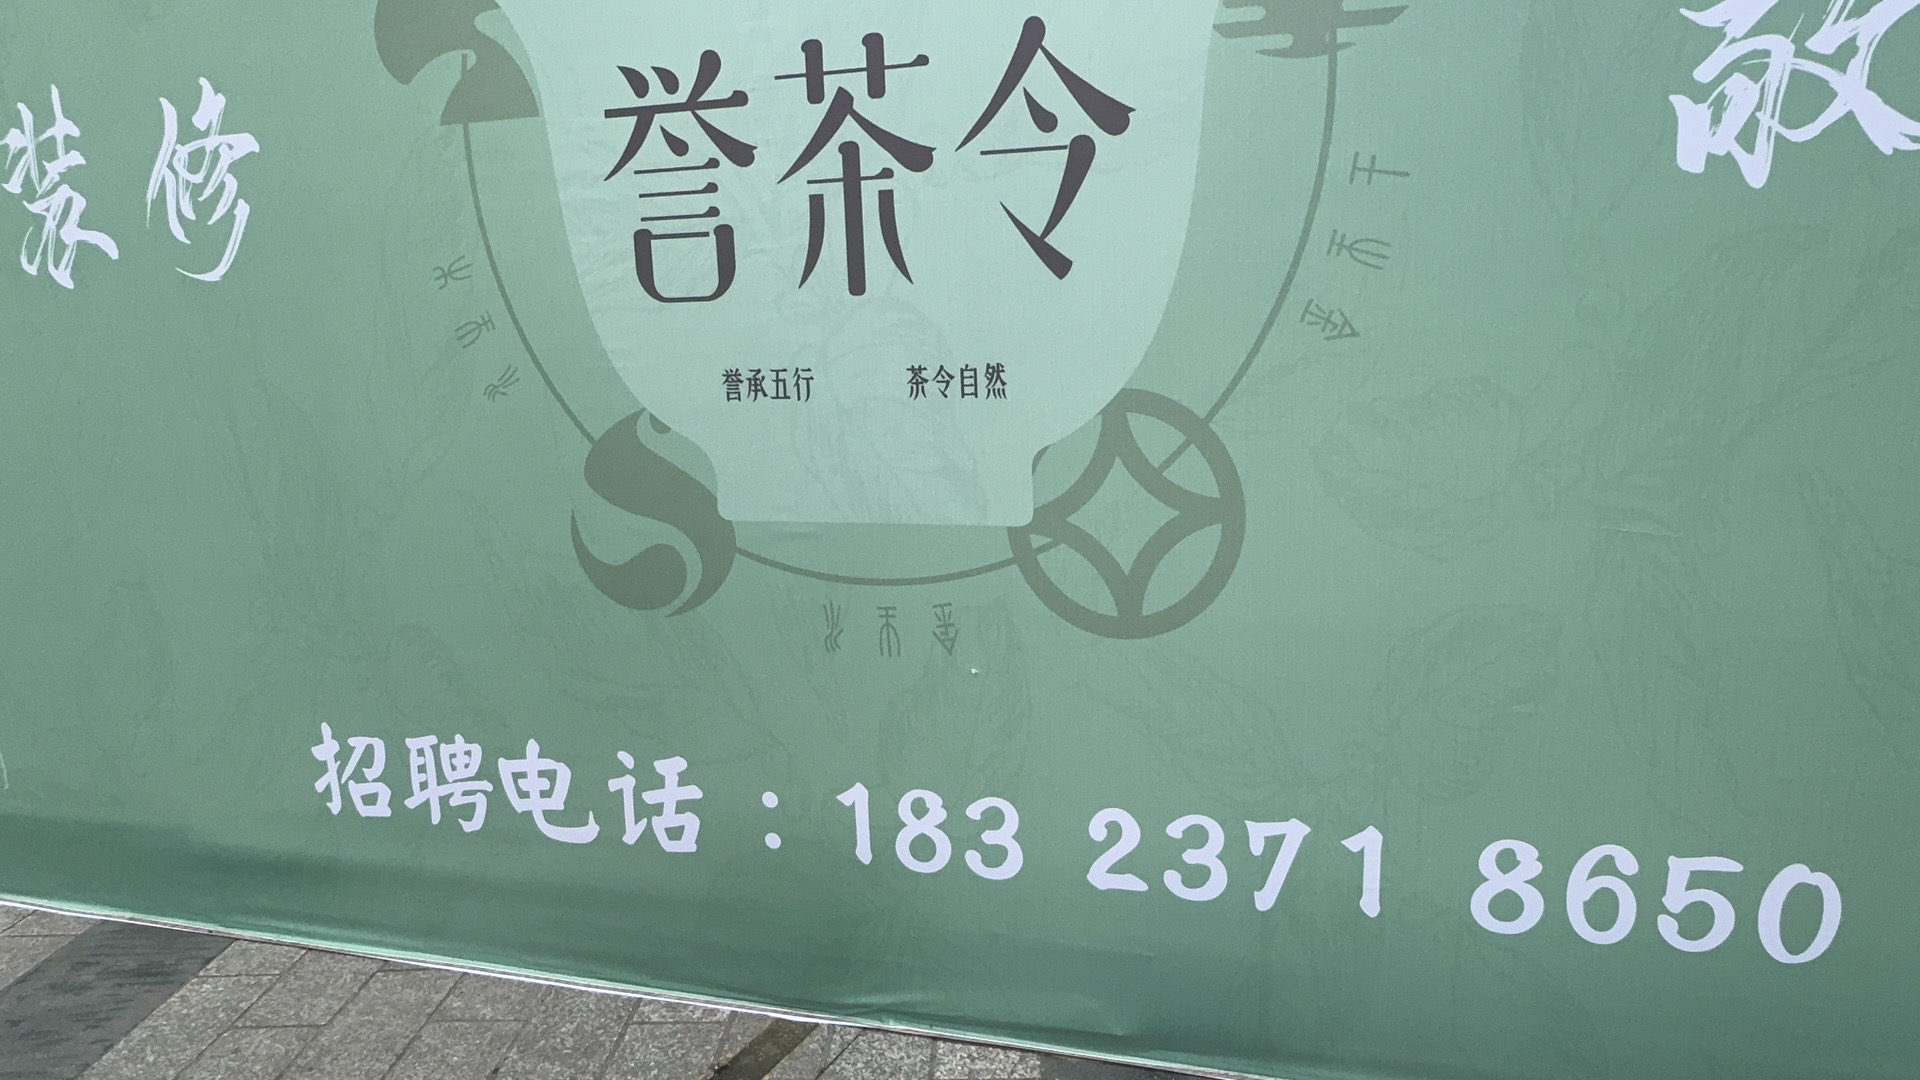 装修
誉茶令
敬
誉承五行 茶令自然
招聘电话：183 2371 8650